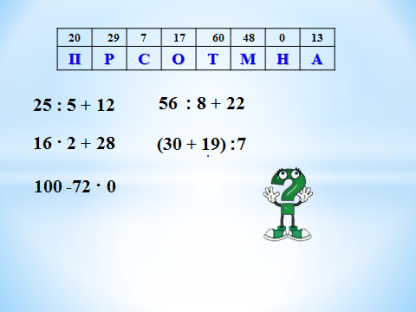 20 29 7 17 60 48 0 13
П Р С О Т М Н А
25 : 5 + 12
56 : 8 + 22
16 · 2 + 28
(30 + 19) : 7
100 -72 · 0